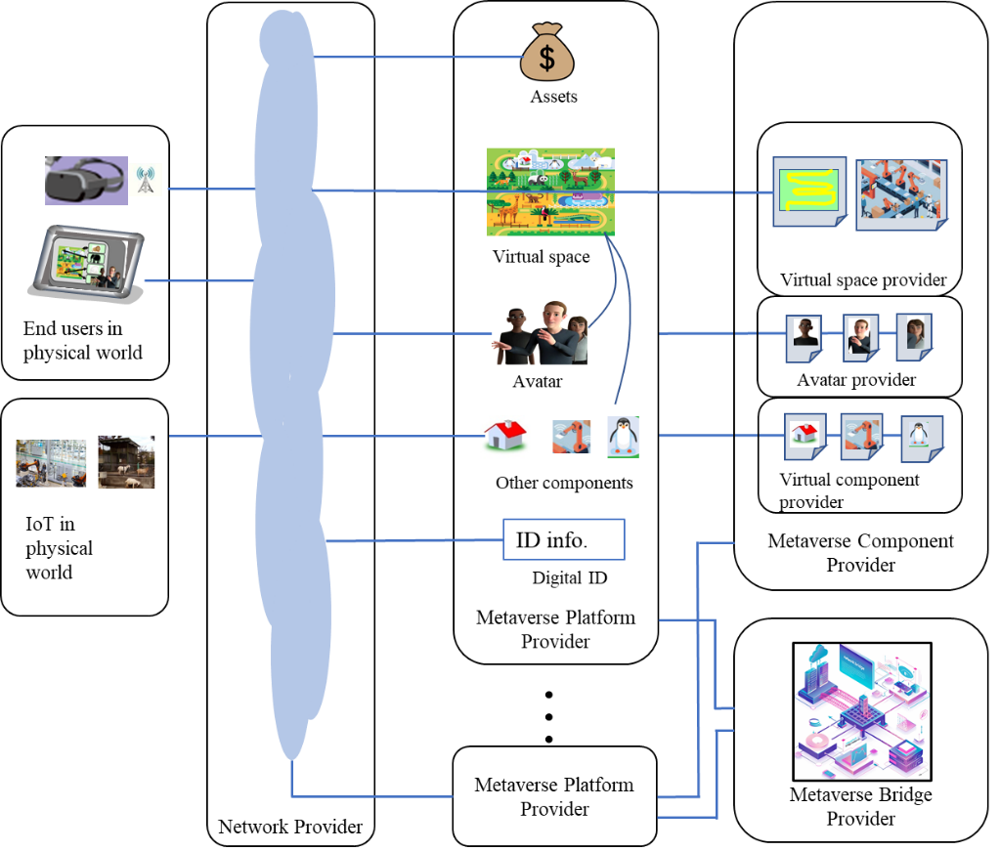 $
Assets
Virtual space
End users in
physical world
Avatar
IoT in
physical
world
Other components
ID info.
Digital ID
Metaverse Platform
Provider
Virtual space provider
Avatar provider
Virtual component
provider
Metaverse Component
Provider
Metaverse Platform
Provider
Metaverse Bridge
Provider
Network Provider